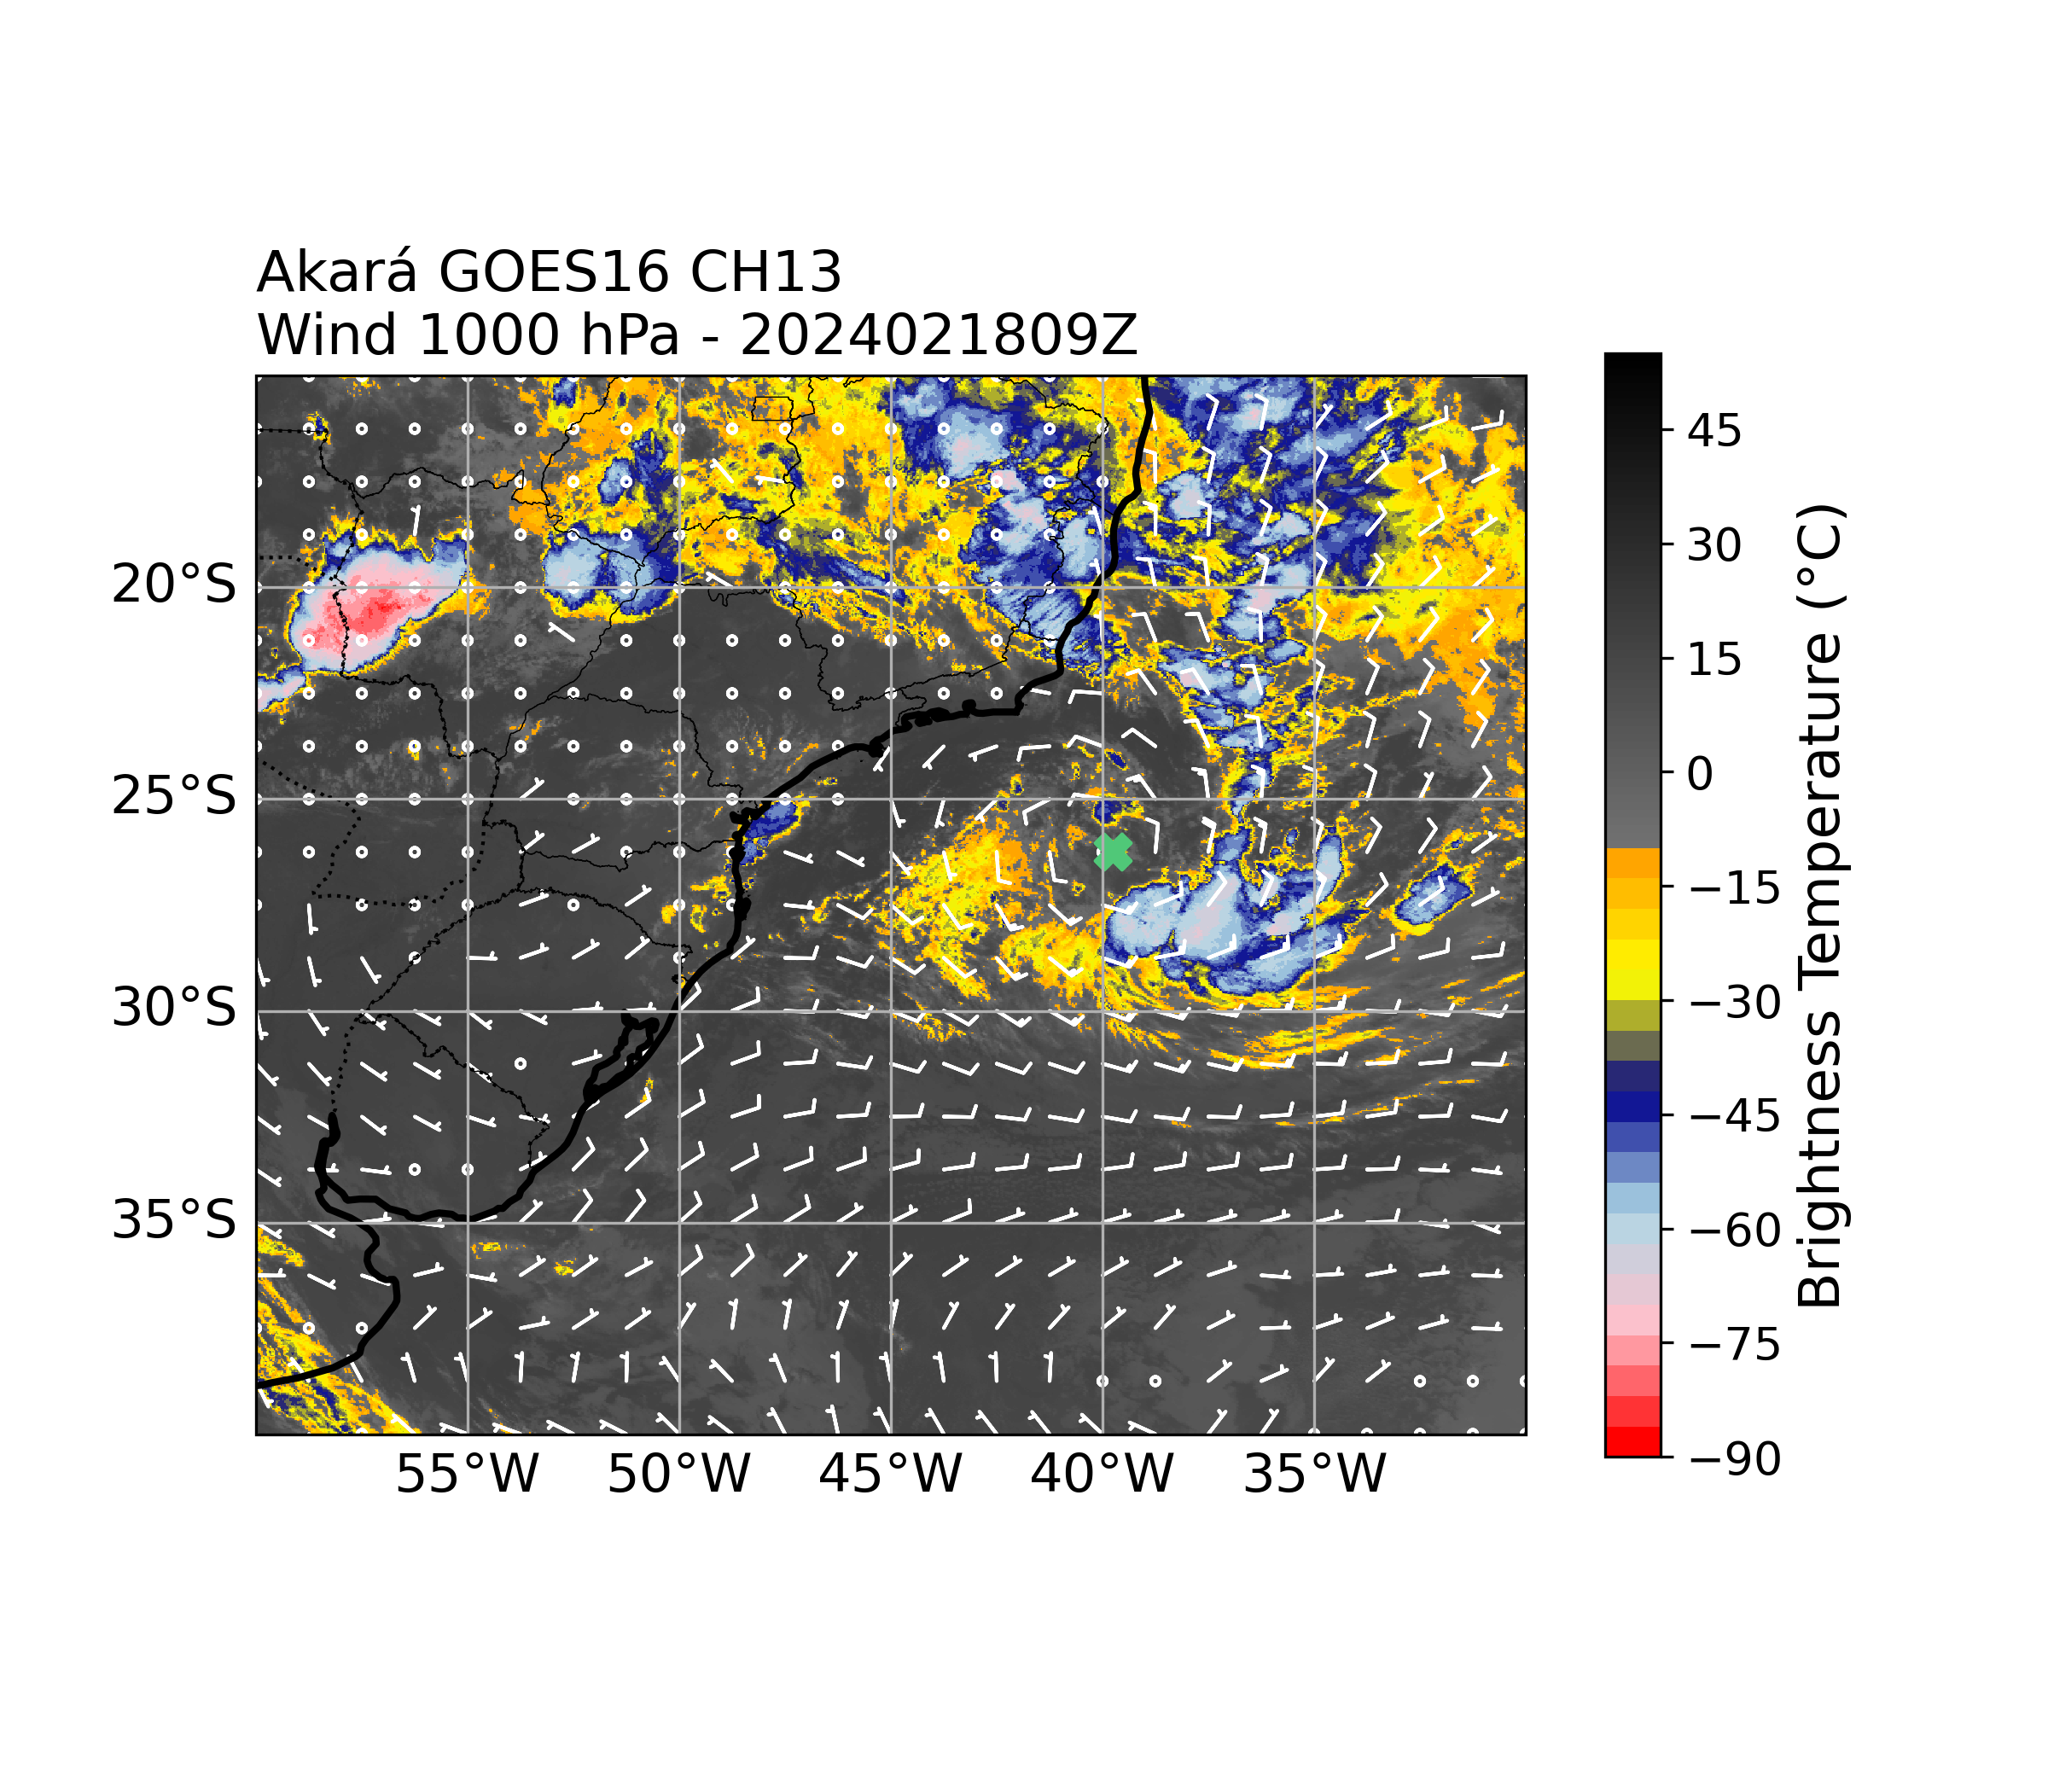 Akará GOES16 CH13
Wind 1000 hPa - 2024021809Z
20°S
25°S
30°S
35°S
55°W 50°W 45°W 40°W 35°W
45
30
15
0
−15
−30
−45
−60
−75
−90
Brightness Temperature (°C)